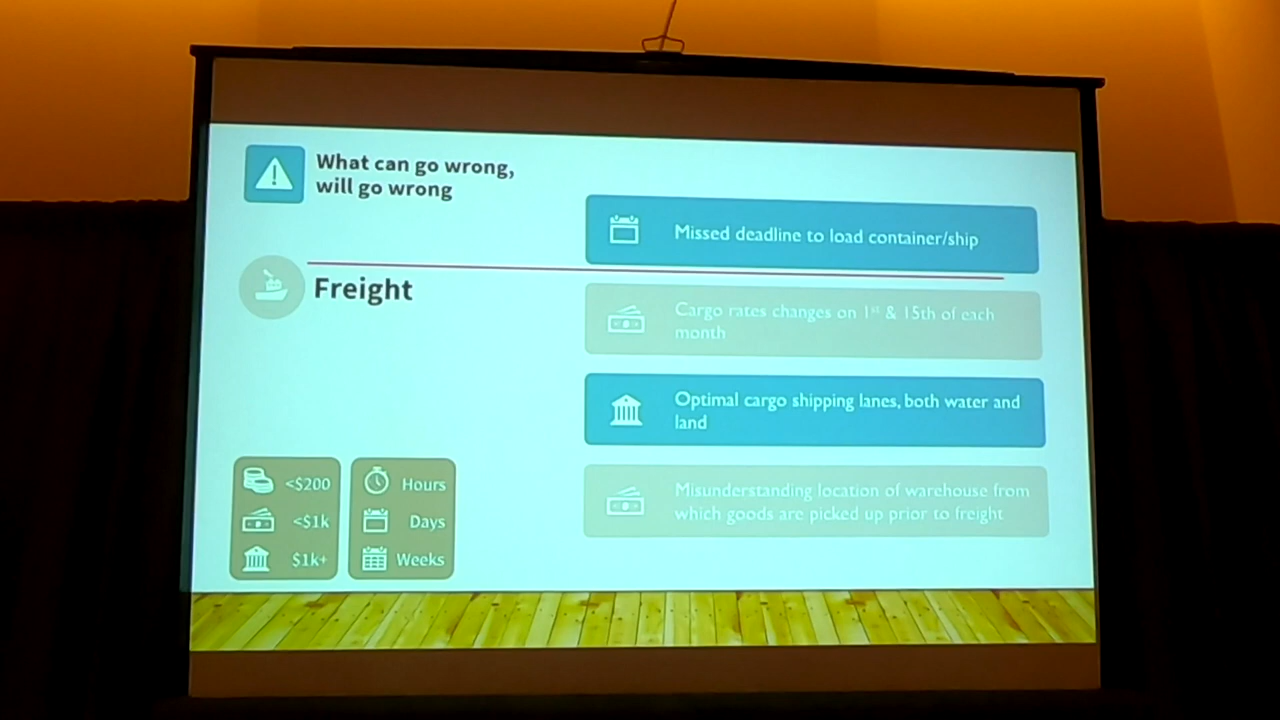 What can go wrong,
will go wrong
Freight
Missed deadline to load container/ship
Cargo rates changes on 1st & 15th of each
month
Optimal cargo shipping lanes, both water and
land
Misunderstanding location of warehouse from
which goods are picked up prior to freight
<$200
<$1k
$1k+
Hours
Days
Weeks